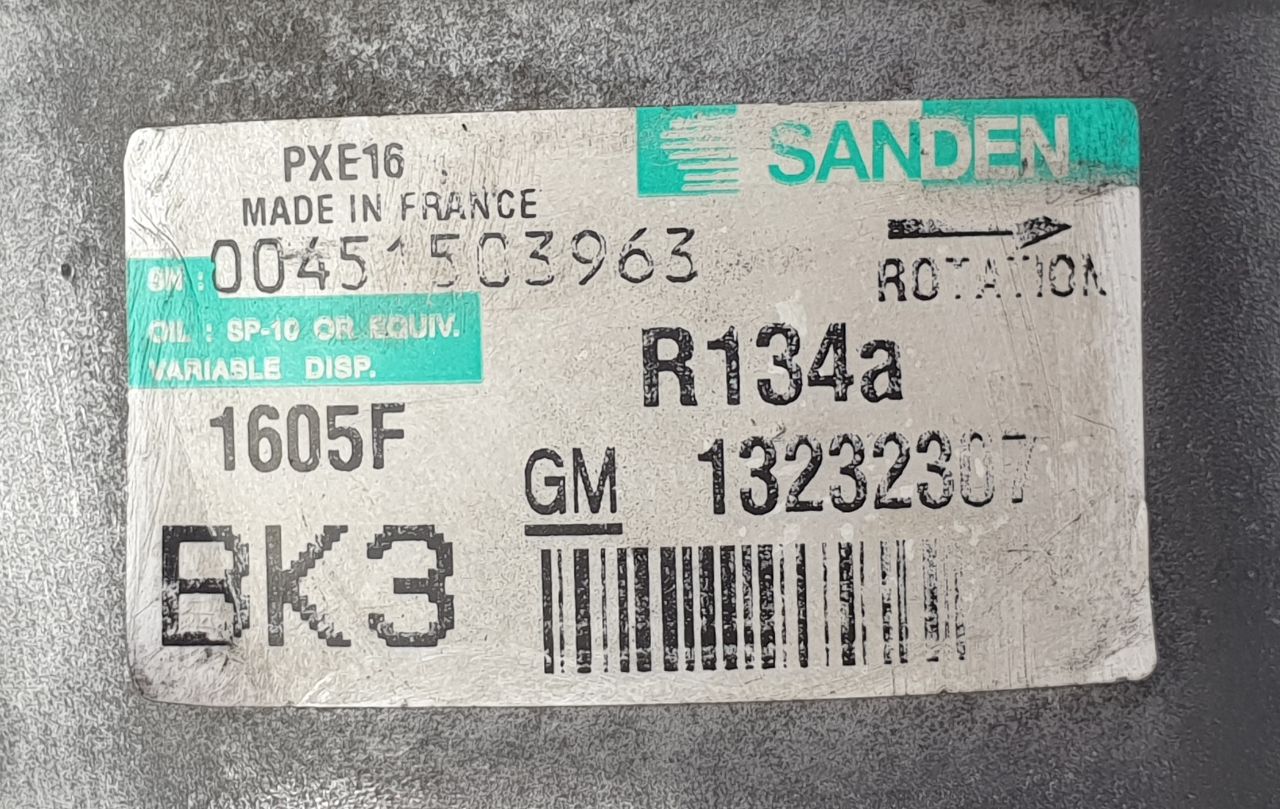 PXE16
SANDEN
MADE IN FRANCE
S/N : 00451503963
ROTATION
OIL : SP-10 OR EQUIV.
VARIABLE DISP.
R134a
1605F
GM 13232307
BK3